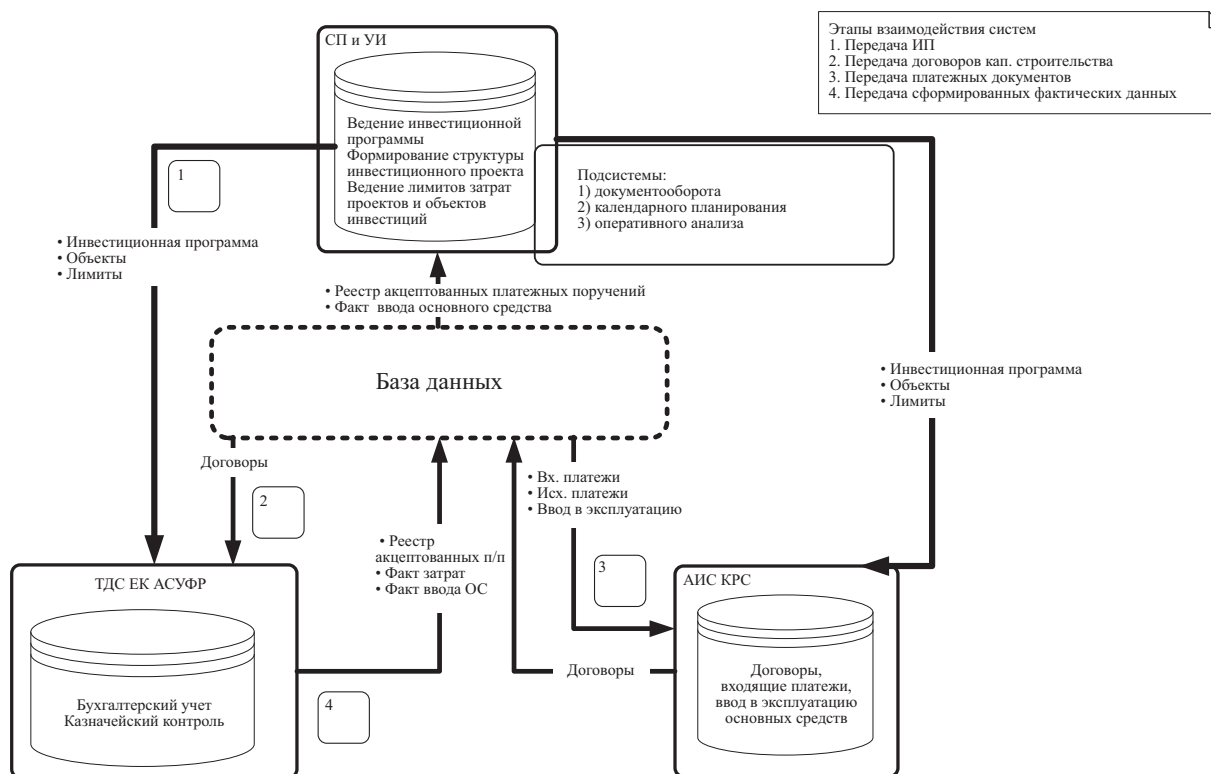 СП и УИ
Ведение инвестиционной
программы
Формирование структуры
инвестиционного проекта
Ведение лимитов затрат
проектов и объектов
инвестиций
Этапы взаимодействия систем
1. Передача ИП
2. Передача договоров кап. строительства
3. Передача платежных документов
4. Передача сформированных фактических данных
Подсистемы:
1) документооборота
2) календарного планирования
3) оперативного анализа
1
• Инвестиционная программа
• Объекты
• Лимиты
• Реестр акцептованных платежных поручений
• Факт ввода основного средства
База данных
• Инвестиционная программа
• Объекты
• Лимиты
Договоры
2
• Вх. платежи
• Исх. платежи
• Ввод в эксплуатацию
• Реестр
акцептованных п/п
• Факт затрат
• Факт ввода ОС
3
ТДС ЕК АСУФР
Бухгалтерский учет
Казначейский контроль
4
Договоры
АИС КРС
Договоры,
входящие платежи,
ввод в эксплуатацию
основных средств